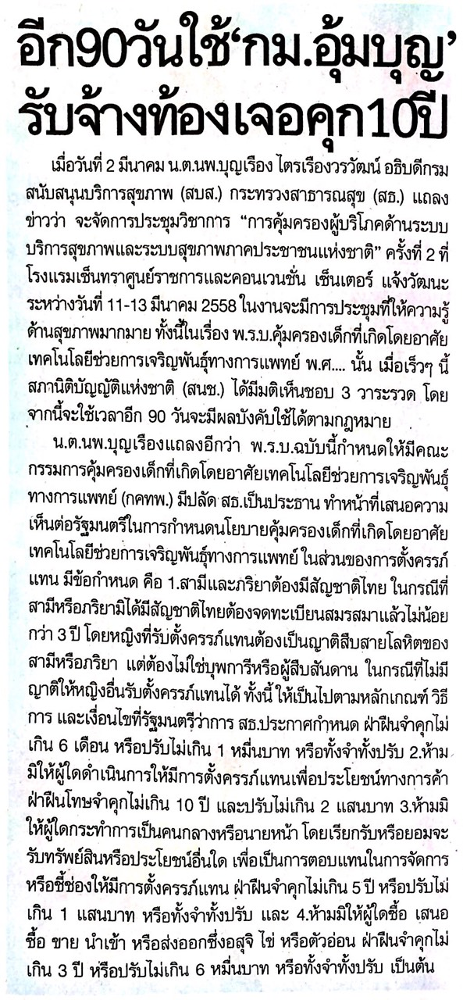 อีก90วันใช้‘กม.อุ้มบุญ’
รับจ้างท้องเจอคุก10ปี
เมื่อวันที่ 2 มีนาคม น.ต.นพ.บุญเรือง ไตรเรืองวรวัฒน์ อธิบดีกรม
สนับสนุนบริการสุขภาพ (สบส.) กระทรวงสาธารณสุข (สธ.) แถลง
ข่าวว่า จะจัดการประชุมวิชาการ “การคุ้มครองผู้บริโภคด้านระบบ
บริการสุขภาพและระบบสุขภาพภาคประชาชนแห่งชาติ” ครั้งที่ 2 ที่
โรงแรมเซ็นทราศูนย์ราชการและคอนเวนชั่น เซ็นเตอร์ แจ้งวัฒนะ
ระหว่างวันที่ 11-13 มีนาคม 2558 ในงานจะมีการประชุมที่ให้ความรู้
ด้านสุขภาพมากมาย ทั้งนี้ในเรื่อง พ.ร.บ.คุ้มครองเด็กที่เกิดโดยอาศัย
เทคโนโลยีช่วยการเจริญพันธุ์ทางการแพทย์ พ.ศ.... นั้น เมื่อเร็วๆ นี้
สภานิติบัญญัติแห่งชาติ (สนช.) ได้มีมติเห็นชอบ 3 วาระรวด โดย
จากนี้จะใช้เวลาอีก 90 วันจะมีผลบังคับใช้ได้ตามกฎหมาย
น.ต.นพ.บุญเรืองแถลงอีกว่า พ.ร.บ.ฉบับนี้กำหนดให้มีคณะ
กรรมการคุ้มครองเด็กที่เกิดโดยอาศัยเทคโนโลยีช่วยการเจริญพันธุ์
ทางการแพทย์ (กคทพ.) มีปลัด สธ.เป็นประธาน ทำหน้าที่เสนอความ
เห็นต่อรัฐมนตรีในการกำหนดนโยบายคุ้มครองเด็กที่เกิดโดยอาศัย
เทคโนโลยีช่วยการเจริญพันธุ์ทางการแพทย์ ในส่วนของการตั้งครรภ์
แทน มีข้อกำหนด คือ 1.สามีและภริยาต้องมีสัญชาติไทย ในกรณีที่
สามีหรือภริยามิได้มีสัญชาติไทยต้องจดทะเบียนสมรสมาแล้วไม่น้อย
กว่า 3 ปี โดยหญิงที่รับตั้งครรภ์แทนต้องเป็นญาติสืบสายโลหิตของ
สามีหรือภริยา แต่ต้องไม่ใช่บุพการีหรือผู้สืบสันดาน ในกรณีที่ไม่มี
ญาติให้หญิงอื่นรับตั้งครรภ์แทนได้ ทั้งนี้ ให้เป็นไปตามหลักเกณฑ์ วิธี
การ และเงื่อนไขที่รัฐมนตรีว่าการ สธ.ประกาศกำหนด ฝ่าฝืนจำคุกไม่
เกิน 6 เดือน หรือปรับไม่เกิน 1 หมื่นบาท หรือทั้งจำทั้งปรับ 2.ห้าม
มิให้ผู้ใดดำเนินการให้มีการตั้งครรภ์แทนเพื่อประโยชน์ทางการค้า
ฝ่าฝืนโทษจำคุกไม่เกิน 10 ปี และปรับไม่เกิน 2 แสนบาท 3.ห้ามมิ
ให้ผู้ใดกระทำการเป็นคนกลางหรือนายหน้า โดยเรียกรับหรือยอมจะ
รับทรัพย์สินหรือประโยชน์อื่นใด เพื่อเป็นการตอบแทนในการจัดการ
หรือชี้ช่องให้มีการตั้งครรภ์แทน ฝ่าฝืนจำคุกไม่เกิน 5 ปี หรือปรับไม่
เกิน 1 แสนบาท หรือทั้งจำทั้งปรับ และ 4.ห้ามมิให้ผู้ใดซื้อ เสนอ
ซื้อ ขาย นำเข้า หรือส่งออกซึ่งอสุจิ ไข่ หรือตัวอ่อน ฝ่าฝืนจำคุกไม่
เกิน 3 ปี หรือปรับไม่เกิน 6 หมื่นบาท หรือทั้งจำทั้งปรับ เป็นต้น